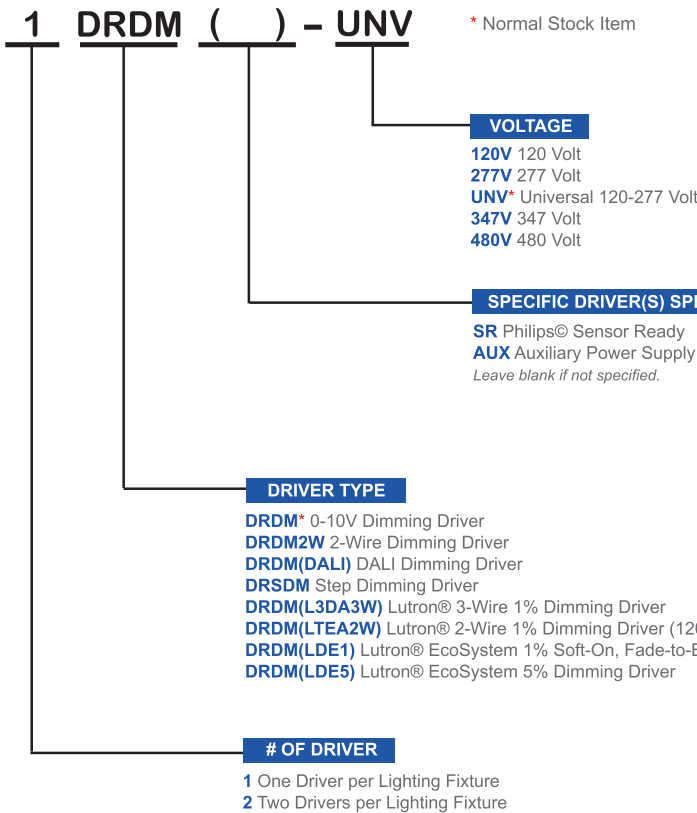 1 DRDM ( ) – UNV
* Normal Stock Item
VOLTAGE
120V 120 Volt
277V 277 Volt
UNV* Universal 120-277 Volt
347V 347 Volt
480V 480 Volt
SPECIFIC DRIVER(S)
SR Philips© Sensor Ready
AUX Auxiliary Power Supply
Leave blank if not specified.
DRIVER TYPE
DRDM* 0-10V Dimming Driver
DRDM2W 2-Wire Dimming Driver
DRDM(DALI) DALI Dimming Driver
DRSDM Step Dimming Driver
DRDM(L3DA3W) Lutron® 3-Wire 1% Dimming Driver
DRDM(LTEA2W) Lutron® 2-Wire 1% Dimming Driver
DRDM(LDE1) Lutron® EcoSystem 1% Soft-On,
DRDM(LDE5) Lutron® EcoSystem 5% Dimming Driver
# OF DRIVER
1 One Driver per Lighting Fixture
2 Two Drivers per Lighting Fixture